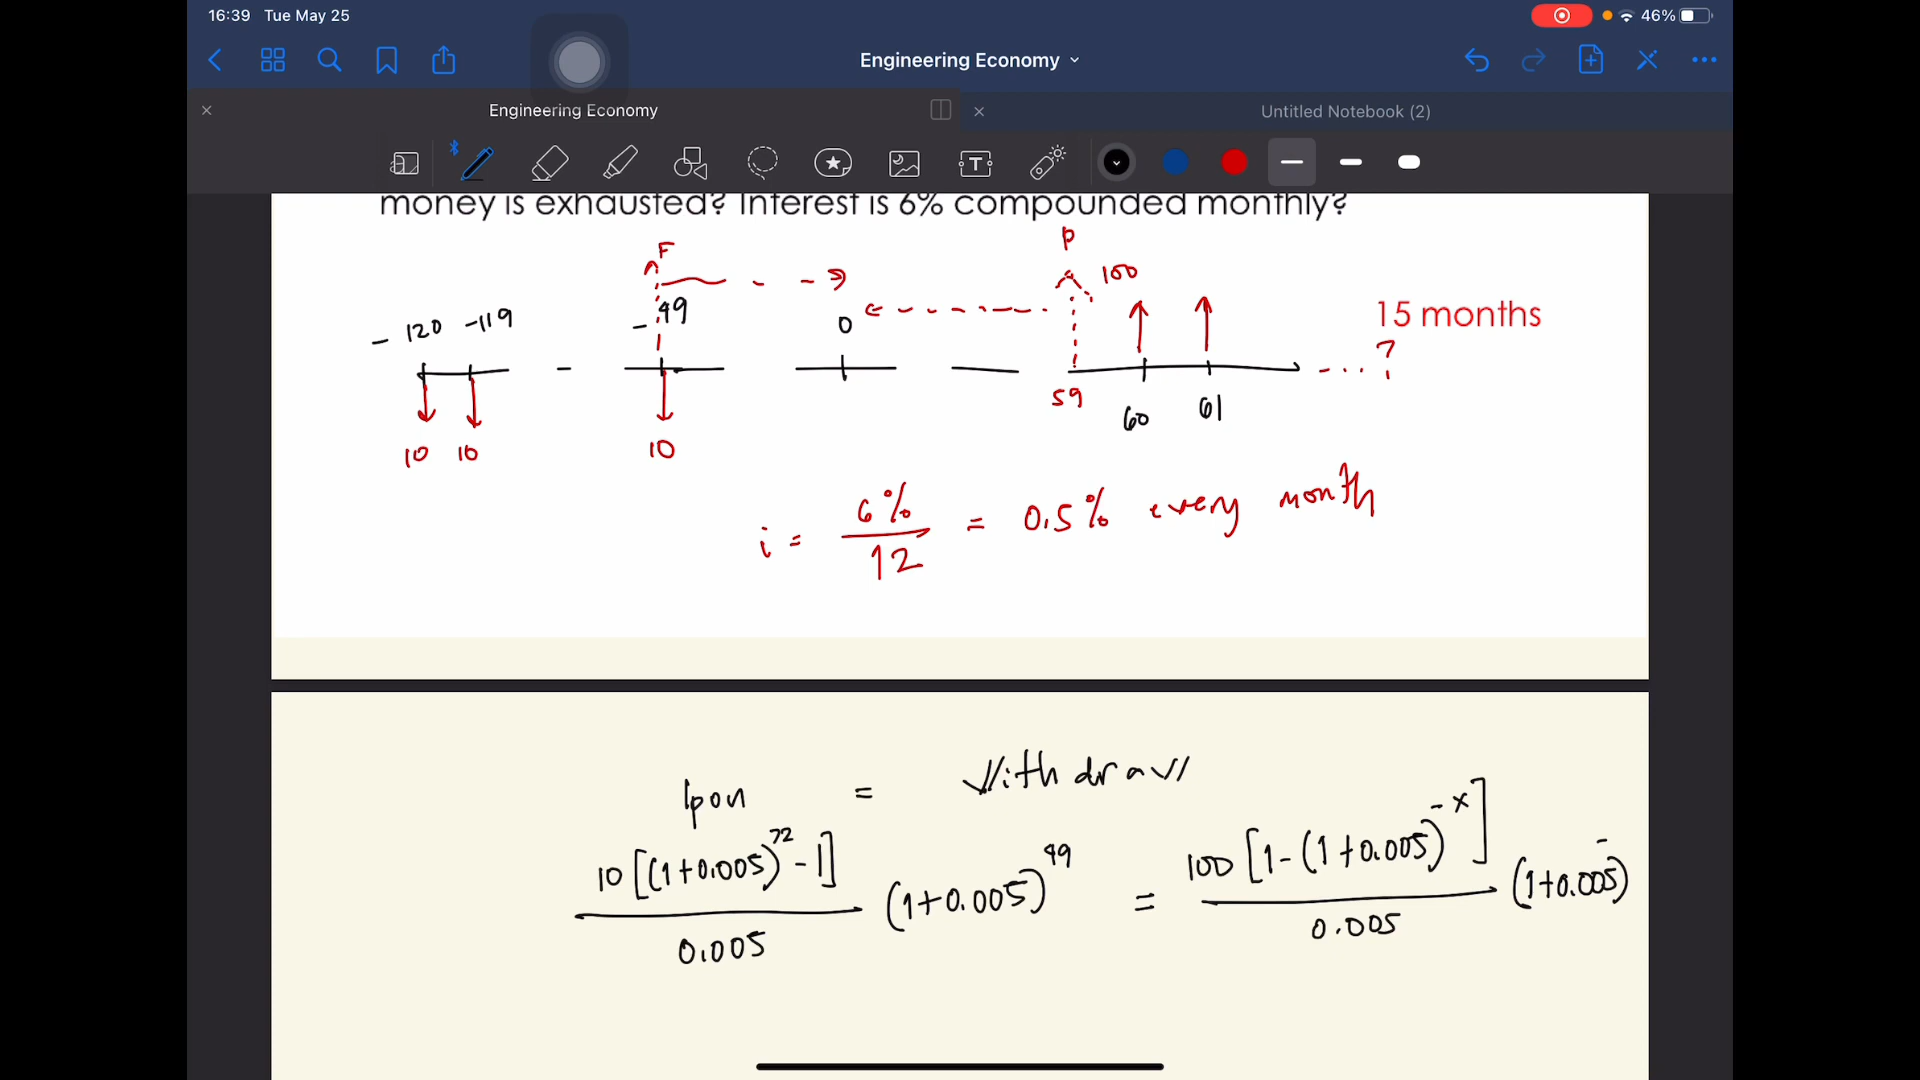 16:39 Tue May 25 46%
Engineering Economy
Engineering Economy Untitled Notebook (2)
money is exhausted? Interest is 6% compounded monthly?
F P
100
-120 -119 -49 0 15 months
- - - ... ?
59 60 61
10 10 10
i = 6%/12 = 0.5% every month
Ipon = Withdraw
10[(1+0.005)^72 -1]/0.005 (1+0.005)^49 = 100[1-(1+0.005)^-x]/0.005 (1+0.005)^-